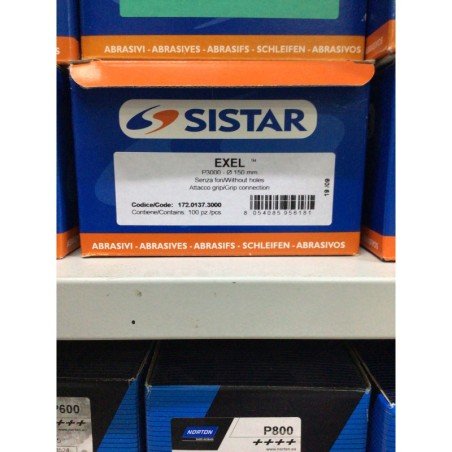 ABRASIVI - ABRASIVES - ABRASIFS - SCHLEIFEN - ABRASIVOS
SISTAR
EXEL ™
P3000 - Ø 150 mm
Senza fori/Without holes
Attacco grip/Grip connection
Codice/Code: 172.0137.3000
Contiene/Contains: 100 pz./pcs
8 054085 956181
ABRASIVI - ABRASIVES - ABRASIFS - SCHLEIFEN - ABRASIVOS
P600
NORTON
P800
++++